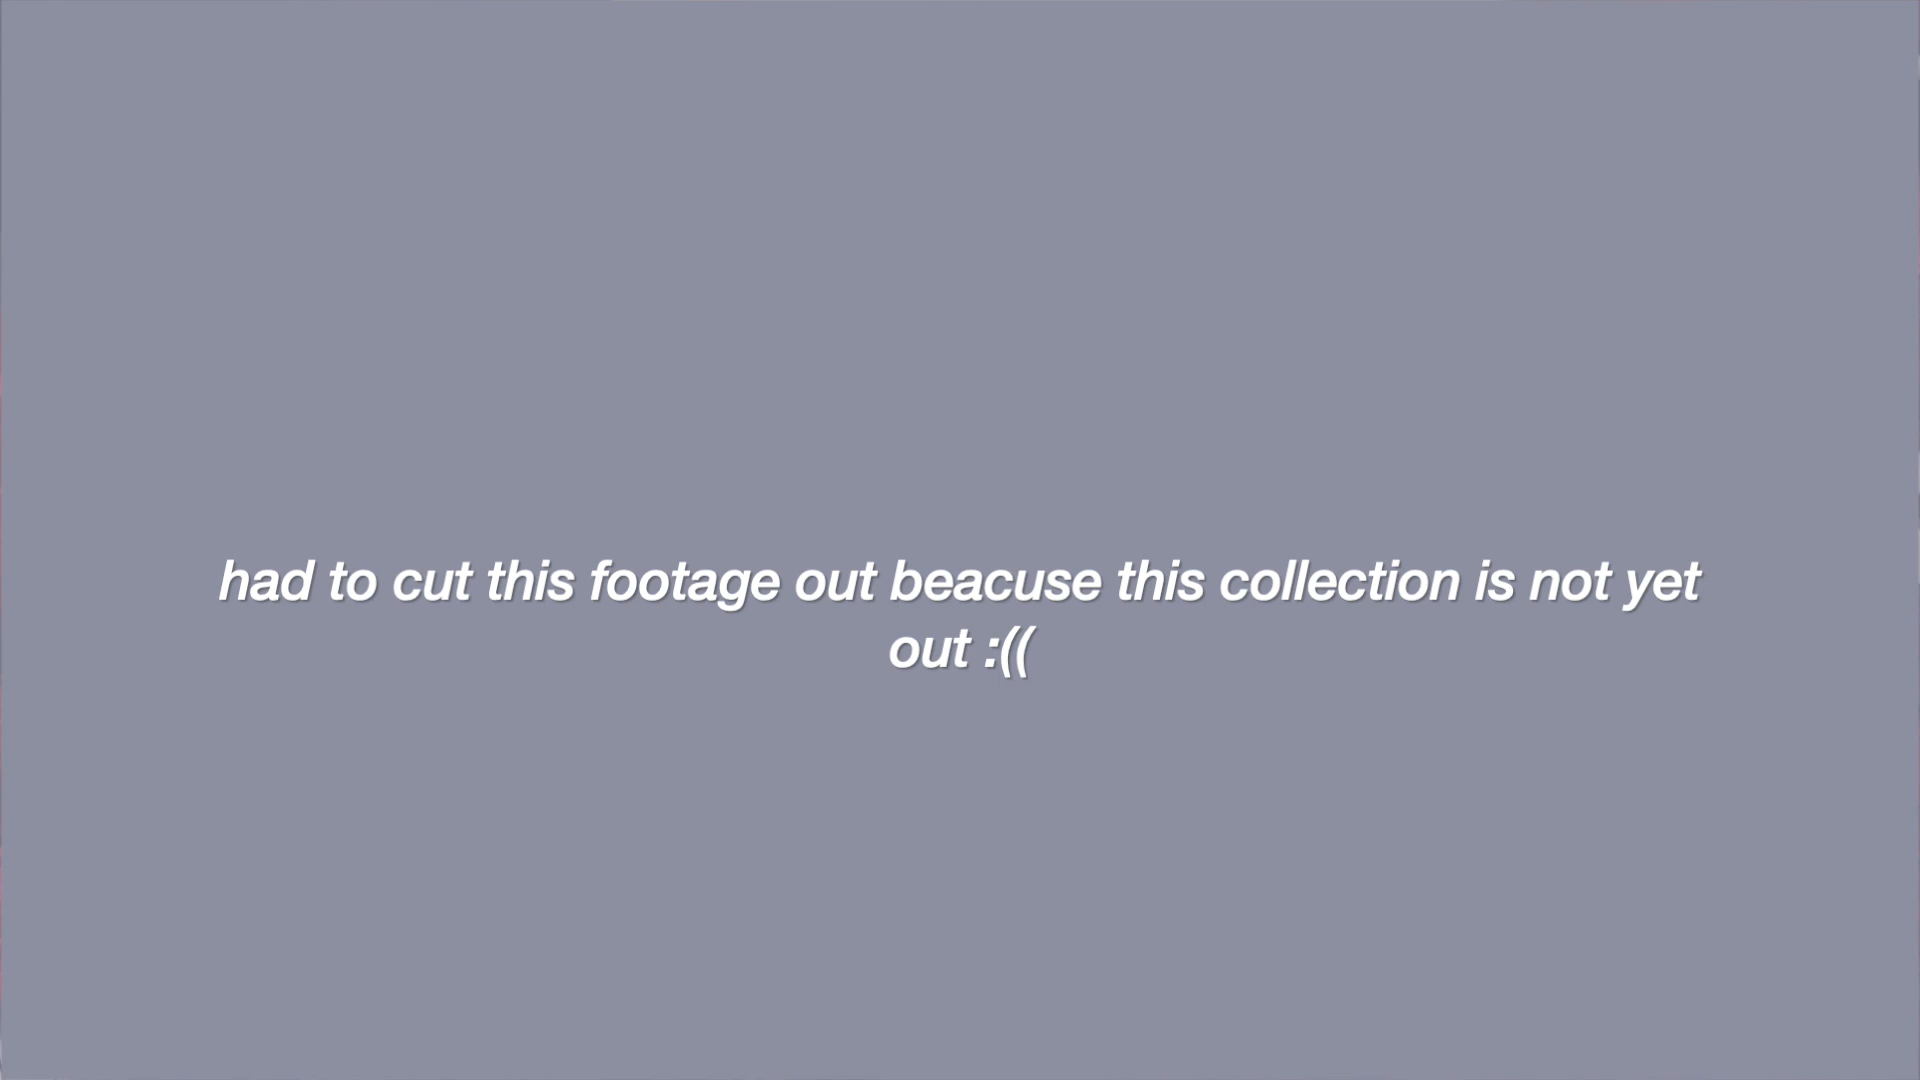 had to cut this footage out beacuse this collection is not yet
out :((